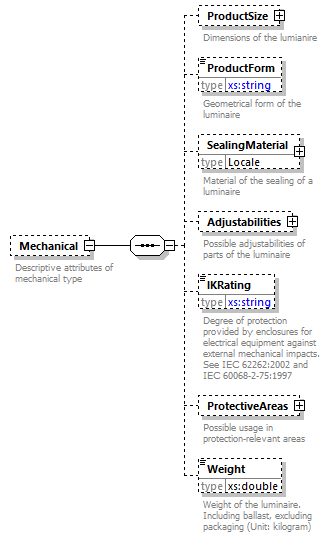 ProductSize
Dimensions of the lumianire
ProductForm
type xs:string
Geometrical form of the
luminaire
SealingMaterial
type Locale
Material of the sealing of a
luminaire
Adjustabilities
Possible adjustabilities of
parts of the luminaire
Mechanical
Descriptive attributes of
mechanical type
IKRating
type xs:string
Degree of protection
provided by enclosures for
electrical equipment against
external mechanical impacts.
See IEC 62262:2002 and
IEC 60068-2-75:1997
ProtectiveAreas
Possible usage in
protection-relevant areas
Weight
type xs:double
Weight of the luminaire.
Including ballast, excluding
packaging (Unit: kilogram)